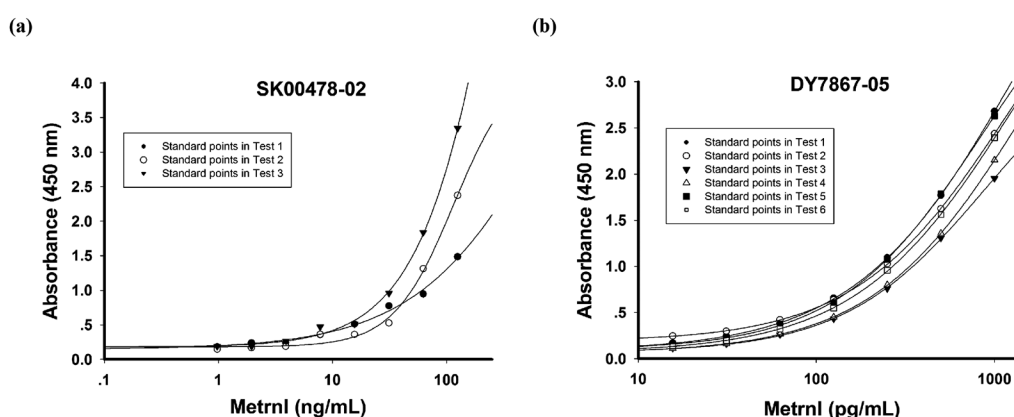 (a)
(b)
SK00478-02
Absorbance (450 nm)
4.0
3.5
3.0
2.5
2.0
1.5
1.0
.5
0.0
Standard points in Test 1
Standard points in Test 2
Standard points in Test 3
.1
1
10
100
Metrnl (ng/mL)
DY7867-05
Absorbance (450 nm)
3.0
2.5
2.0
1.5
1.0
.5
0.0
Standard points in Test 1
Standard points in Test 2
Standard points in Test 3
Standard points in Test 4
Standard points in Test 5
Standard points in Test 6
10
100
1000
Metrnl (pg/mL)